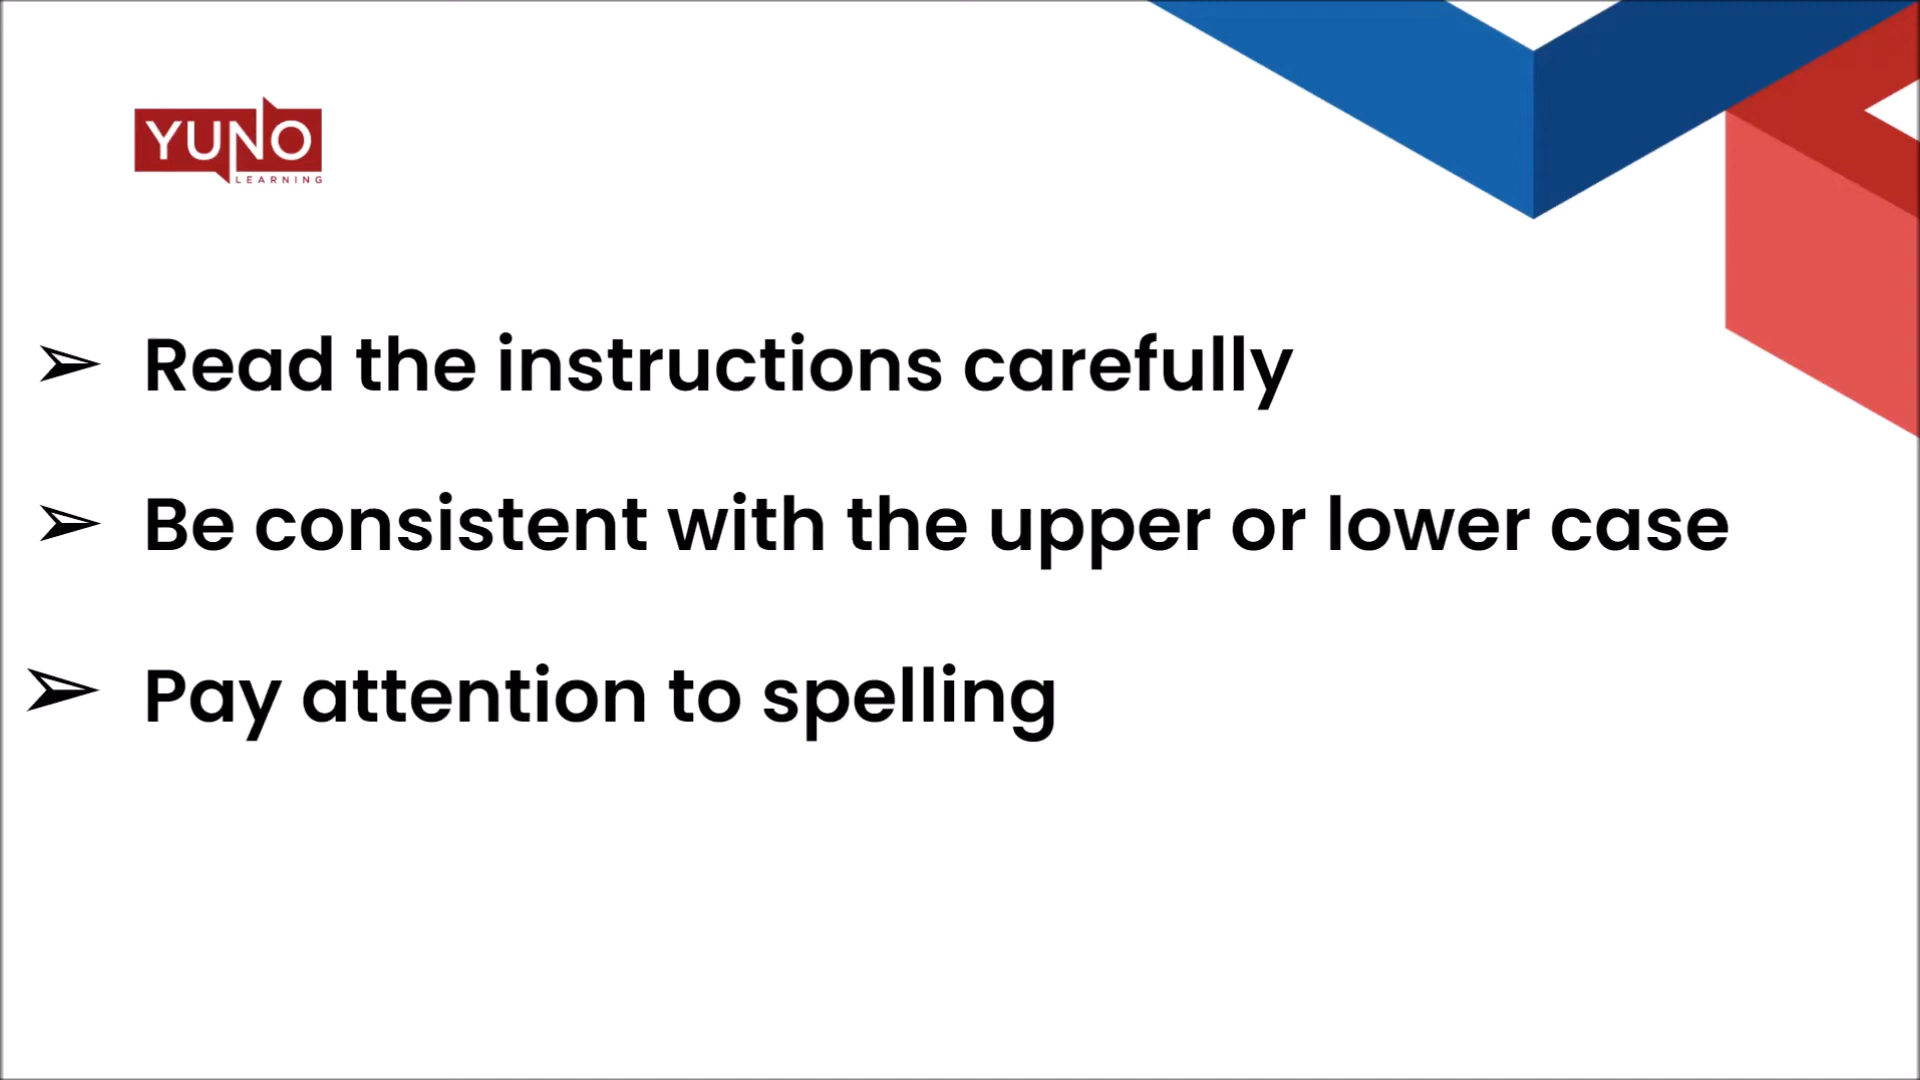 YUNO
LEARNING
➢ Read the instructions carefully
➢ Be consistent with the upper or lower case
➢ Pay attention to spelling